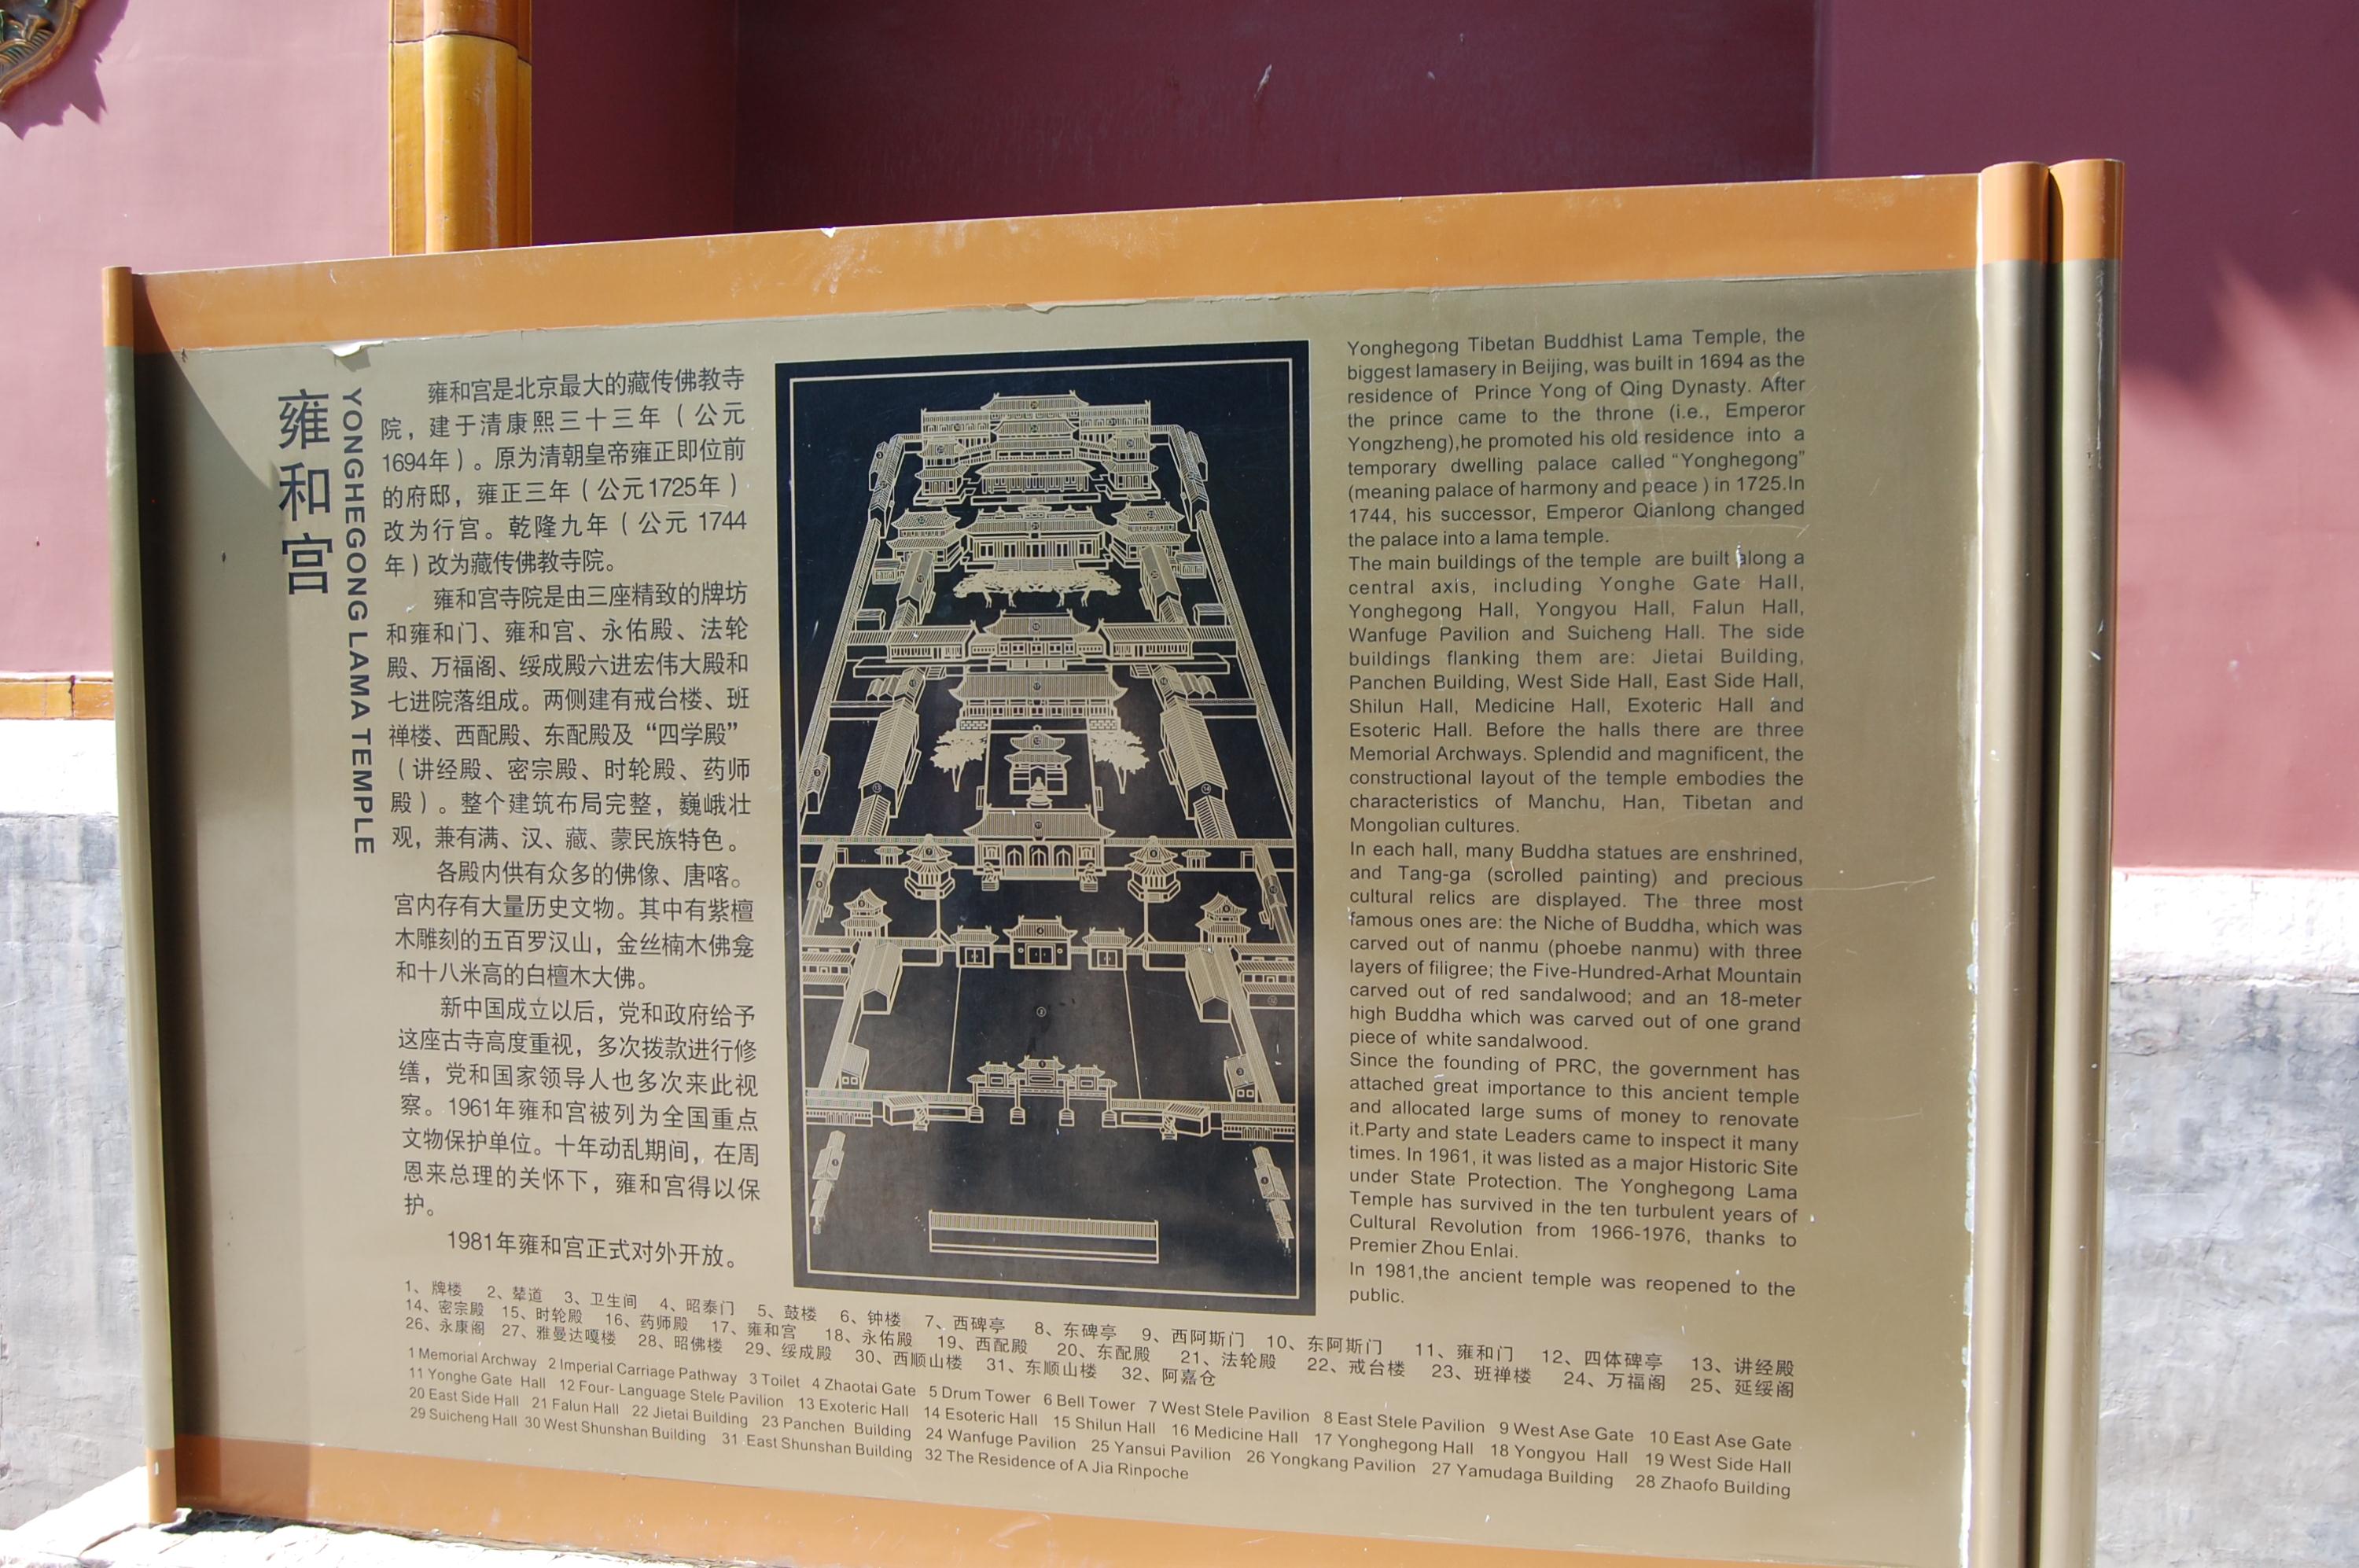 雍和宫
YONGHEGONG LAMA TEMPLE
雍和宫是北京最大的藏传佛教寺
院，建于清康熙三十三年（公元
1694年）。原为清朝皇帝雍正即位前
的府邸，雍正三年（公元1725年）
改为行宫。乾隆九年（公元 1744
年）改为藏传佛教寺院。
雍和宫寺院是由三座精致的牌坊
和雍和门、雍和宫、永佑殿、法轮
殿、万福阁、绥成殿六进宏伟大殿和
七进院落组成。两侧建有戒台楼、班
禅楼、西配殿、东配殿及“四学殿”
（讲经殿、密宗殿、时轮殿、药师
殿）。整个建筑布局完整，巍峨壮
观，兼有满、汉、藏、蒙民族特色。
各殿内供有众多的佛像、唐喀。
宫内存有大量历史文物。其中有紫檀
木雕刻的五百罗汉山，金丝楠木佛龛
和十八米高的白檀木大佛。
新中国成立以后，党和政府给予
这座古寺高度重视，多次拨款进行修
缮，党和国家领导人也多次来此视
察。1961年雍和宫被列为全国重点
文物保护单位。十年动乱期间，在周
恩来总理的关怀下，雍和宫得以保
护。
1981年雍和宫正式对外开放。
Yonghegong Tibetan Buddhist Lama Temple, the
biggest lamasery in Beijing, was built in 1694 as the
residence of Prince Yong of Qing Dynasty. After
the prince came to the throne (i.e., Emperor
Yongzheng),he promoted his old residence into a
temporary dwelling palace called “Yonghegong”
(meaning palace of harmony and peace ) in 1725.In
1744, his successor, Emperor Qianlong changed
the palace into a lama temple.
The main buildings of the temple are built along a
central axis, including Yonghe Gate Hall,
Yonghegong Hall, Yongyou Hall, Falun Hall,
Wanfuge Pavilion and Suicheng Hall. The side
buildings flanking them are: Jietai Building,
Panchen Building, West Side Hall, East Side Hall,
Shilun Hall, Medicine Hall, Exoteric Hall and
Esoteric Hall. Before the halls there are three
Memorial Archways. Splendid and magnificent, the
constructional layout of the temple embodies the
characteristics of Manchu, Han, Tibetan and
Mongolian cultures.
In each hall, many Buddha statues are enshrined,
and Tang-ga (scrolled painting) and precious
cultural relics are displayed. The three most
famous ones are: the Niche of Buddha, which was
carved out of nanmu (phoebe nanmu) with three
layers of filigree; the Five-Hundred-Arhat Mountain
carved out of red sandalwood; and an 18-meter
high Buddha which was carved out of one grand
piece of white sandalwood.
Since the founding of PRC, the government has
attached great importance to this ancient temple
and allocated large sums of money to renovate
it.Party and state Leaders came to inspect it many
times. In 1961, it was listed as a major Historic Site
under State Protection. The Yonghegong Lama
Temple has survived in the ten turbulent years of
Cultural Revolution from 1966-1976, thanks to
Premier Zhou Enlai.
In 1981,the ancient temple was reopened to the
public.
1、牌楼 2、辇道 3、卫生间 4、昭泰门 5、鼓楼 6、钟楼 7、西碑亭 8、东碑亭 9、西阿斯门 10、东阿斯门 11、雍和门 12、四体碑亭 13、讲经殿
14、密宗殿 15、时轮殿 16、药师殿 17、雍和宫 18、永佑殿 19、西配殿 20、东配殿 21、法轮殿 22、戒台楼 23、班禅楼 24、万福阁 25、延绥阁
26、永康阁 27、雅曼达嘎楼 28、昭佛楼 29、绥成殿 30、西顺山楼 31、东顺山楼 32、阿嘉仓
1 Memorial Archway 2 Imperial Carriage Pathway 3 Toilet 4 Zhaotai Gate 5 Drum Tower 6 Bell Tower 7 West Stele Pavilion 8 East Stele Pavilion 9 West Ase Gate 10 East Ase Gate
11 Yonghe Gate Hall 12 Four- Language Stele Pavilion 13 Exoteric Hall 14 Esoteric Hall 15 Shilun Hall 16 Medicine Hall 17 Yonghegong Hall 18 Yongyou Hall 19 West Side Hall
20 East Side Hall 21 Falun Hall 22 Jietai Building 23 Panchen Building 24 Wanfuge Pavilion 25 Yansui Pavilion 26 Yongkang Pavilion 27 Yamudaga Building 28 Zhaofo Building
29 Suicheng Hall 30 West Shunshan Building 31 East Shunshan Building 32 The Residence of A Jia Rinpoche